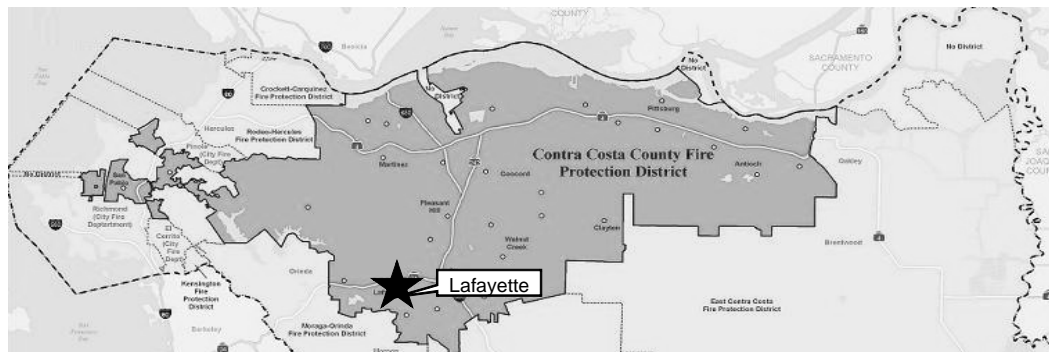 COUNTY
Benicia
SACRAMENTO
COUNTY
No District
No
District
Crockett-Carquinez
Fire Protection District
No
District
Pittsburg
Hercules
Rodeo-Hercules
Fire Protection District
Pinole
(City Fire
Dept)
Martinez
Contra Costa County Fire
Protection District
Concord
Antioch
Oakley
No District
San
Pablo
Richmond
(City Fire
Deptartment)
Pleasant
Hill
Clayton
El
Cerrito
(City
Fire
Dept)
Walnut
Creek
Brentwood
Orinda
Kensington
Fire
Protection
District
Lafayette
East Contra Costa
Fire Protection District
Moraga-Orinda
Fire Protection District
Berkeley